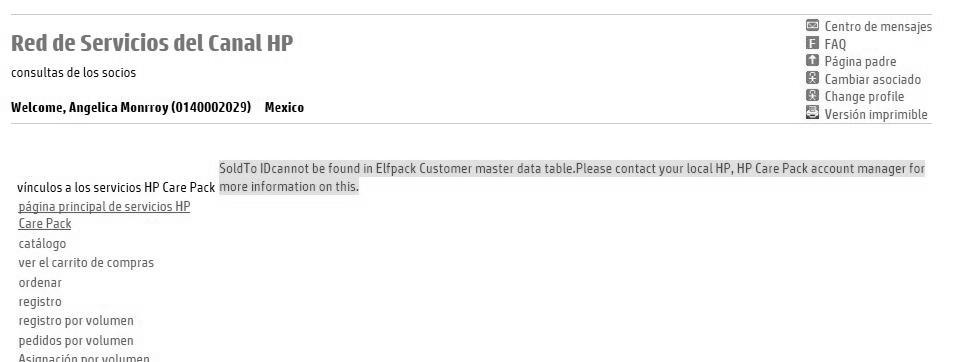 Red de Servicios del Canal HP
consultas de los socios
Welcome, Angelica Monrroy (0140002029) Mexico
Centro de mensajes
FAQ
Página padre
Cambiar asociado
Change profile
Versión imprimible
SoldTo IDcannot be found in Elfpack Customer master data table.Please contact your local HP, HP Care Pack account manager for
more information on this.
vínculos a los servicios HP Care Pack
página principal de servicios HP
Care Pack
catálogo
ver el carrito de compras
ordenar
registro
registro por volumen
pedidos por volumen
Asignación por volumen